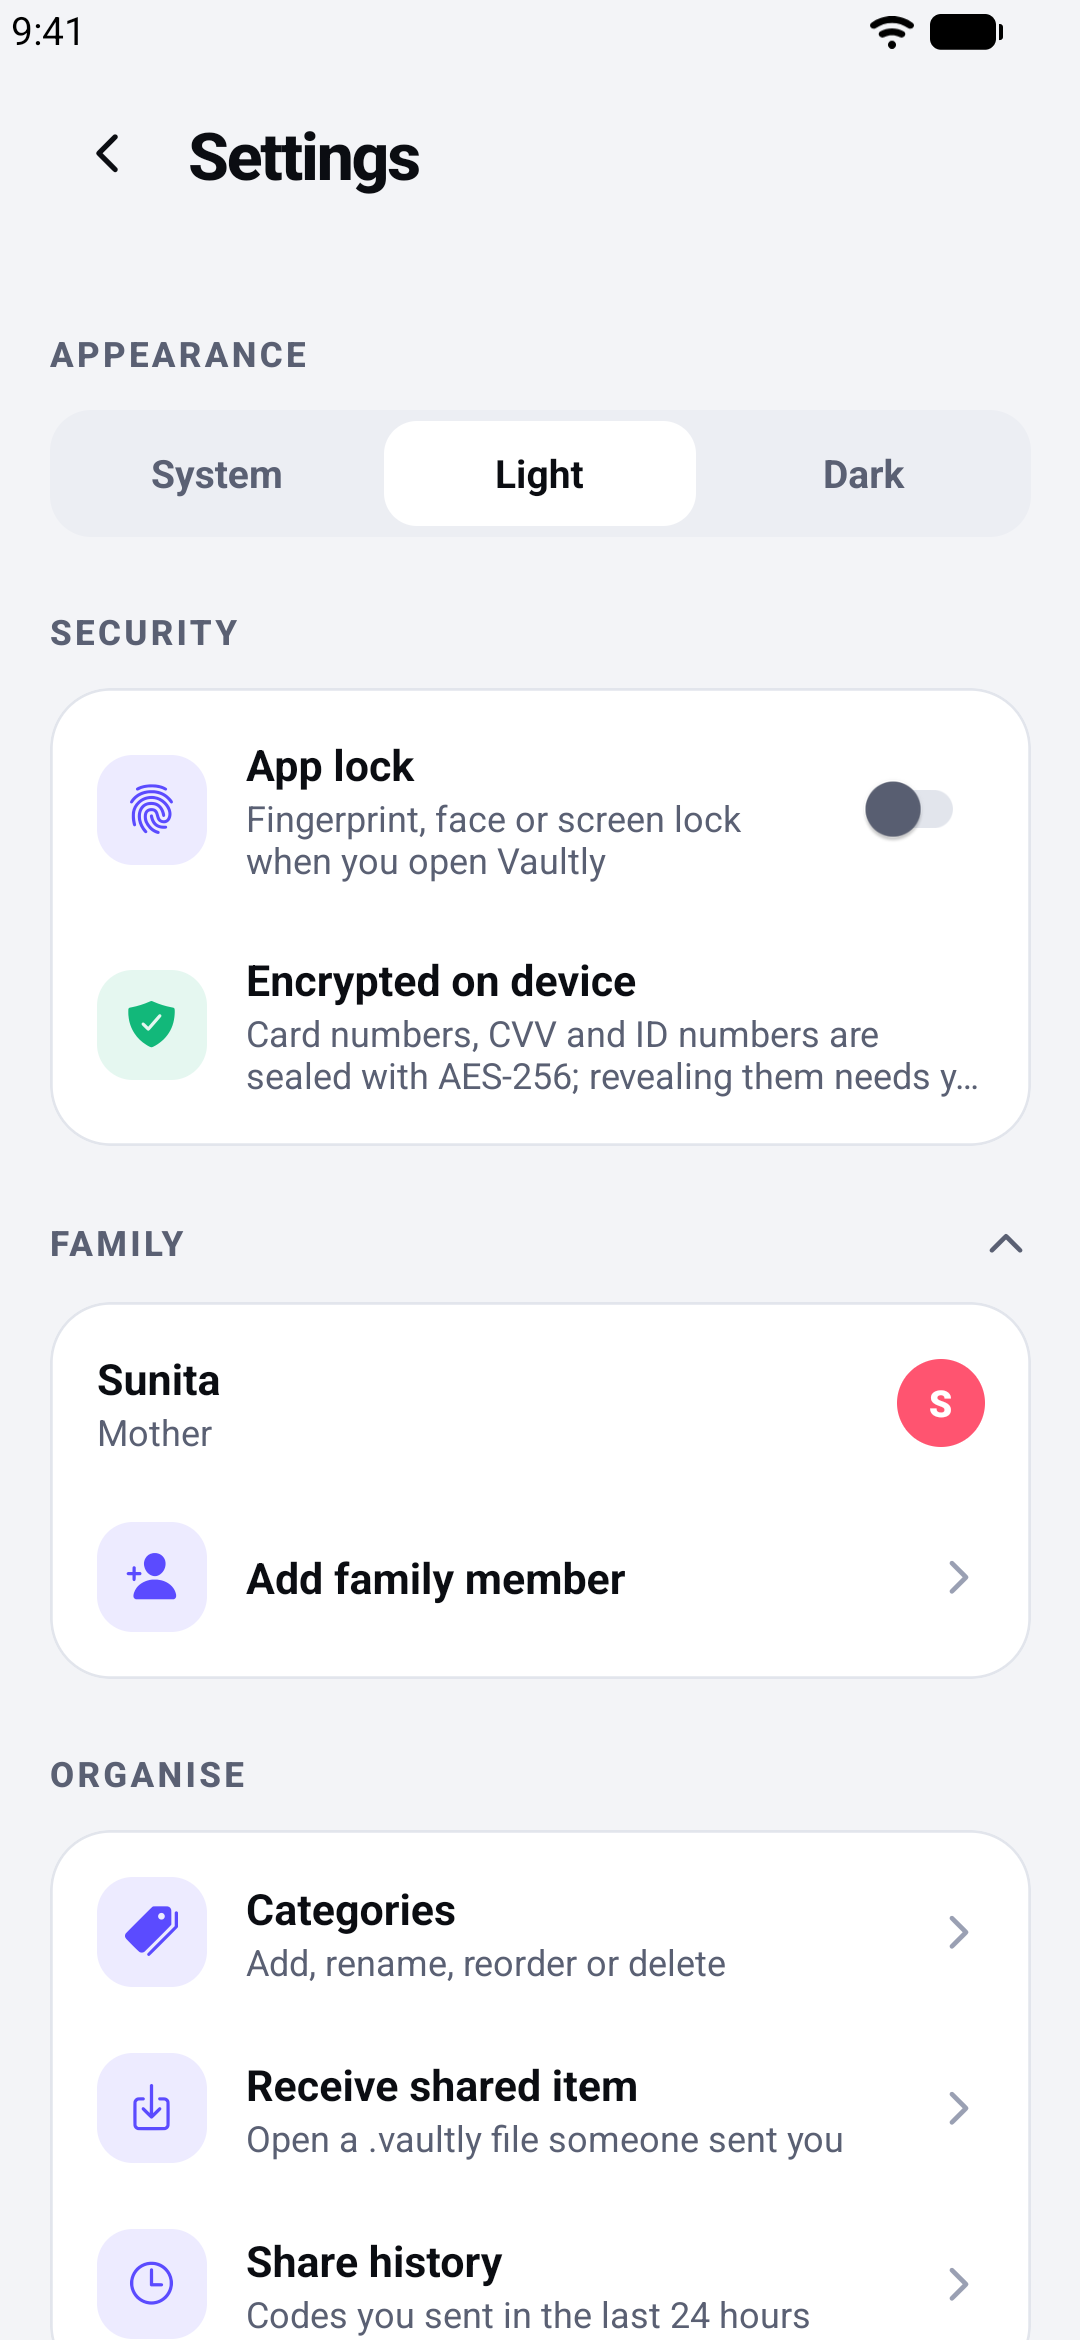 9:41
Settings
APPEARANCE
System
Light
Dark
SECURITY
App lock
Fingerprint, face or screen lock
when you open Vaultly
Encrypted on device
Card numbers, CVV and ID numbers are
sealed with AES-256; revealing them needs y…
FAMILY
Sunita
Mother
S
Add family member
ORGANISE
Categories
Add, rename, reorder or delete
Receive shared item
Open a .vaultly file someone sent you
Share history
Codes you sent in the last 24 hours